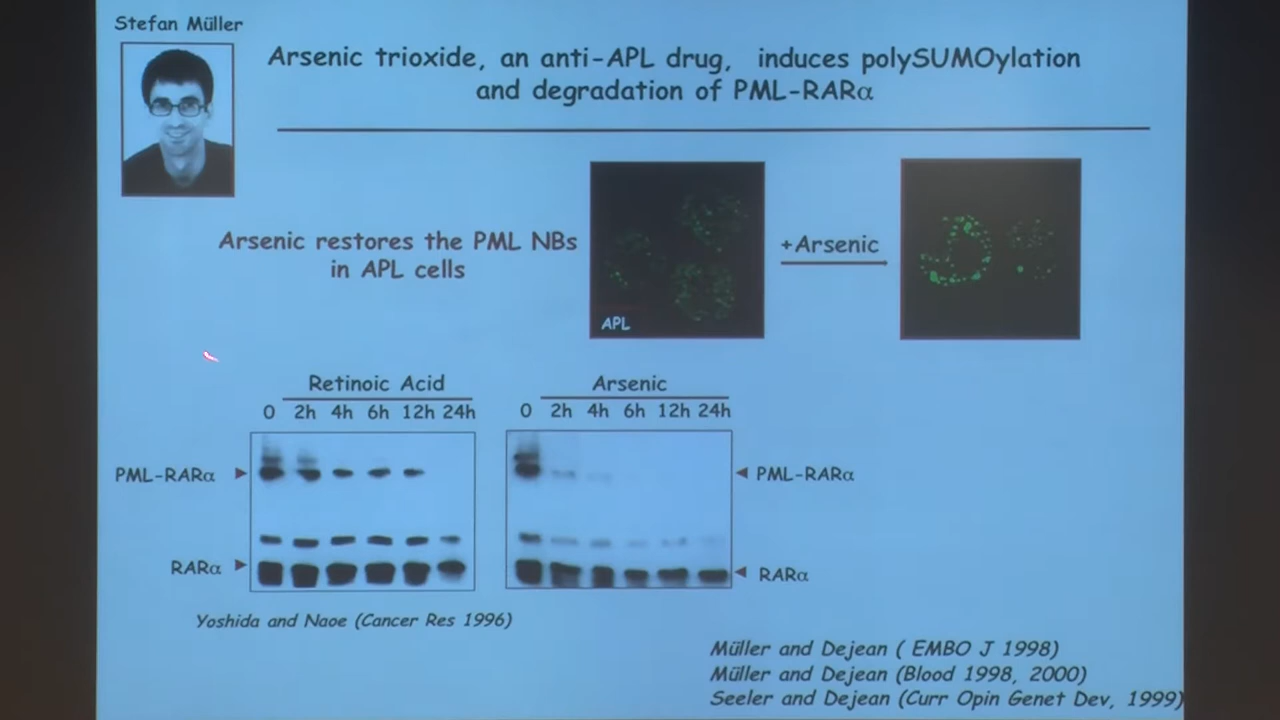 Stefan Müller
Arsenic trioxide, an anti-APL drug, induces polySUMOylation
and degradation of PML-RARα
Arsenic restores the PML NBs
in APL cells
APL
+Arsenic
Retinoic Acid
0 2h 4h 6h 12h 24h
Arsenic
0 2h 4h 6h 12h 24h
PML-RARα
PML-RARα
RARα
RARα
Yoshida and Naoe (Cancer Res 1996)
Müller and Dejean ( EMBO J 1998)
Müller and Dejean (Blood 1998, 2000)
Seeler and Dejean (Curr Opin Genet Dev, 1999)